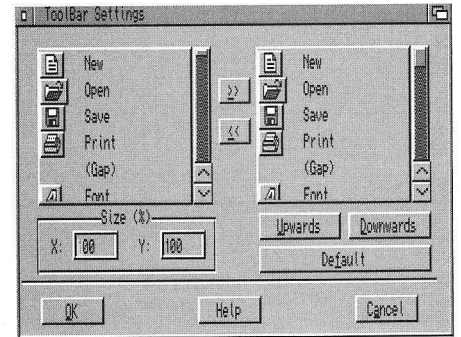 ToolBar Settings
New
Open
Save
Print
(Gap)
Font
>>
<<
New
Open
Save
Print
(Gap)
Font
Size (%)
X: 00
Y: 100
Upwards
Downwards
Default
OK
Help
Cancel